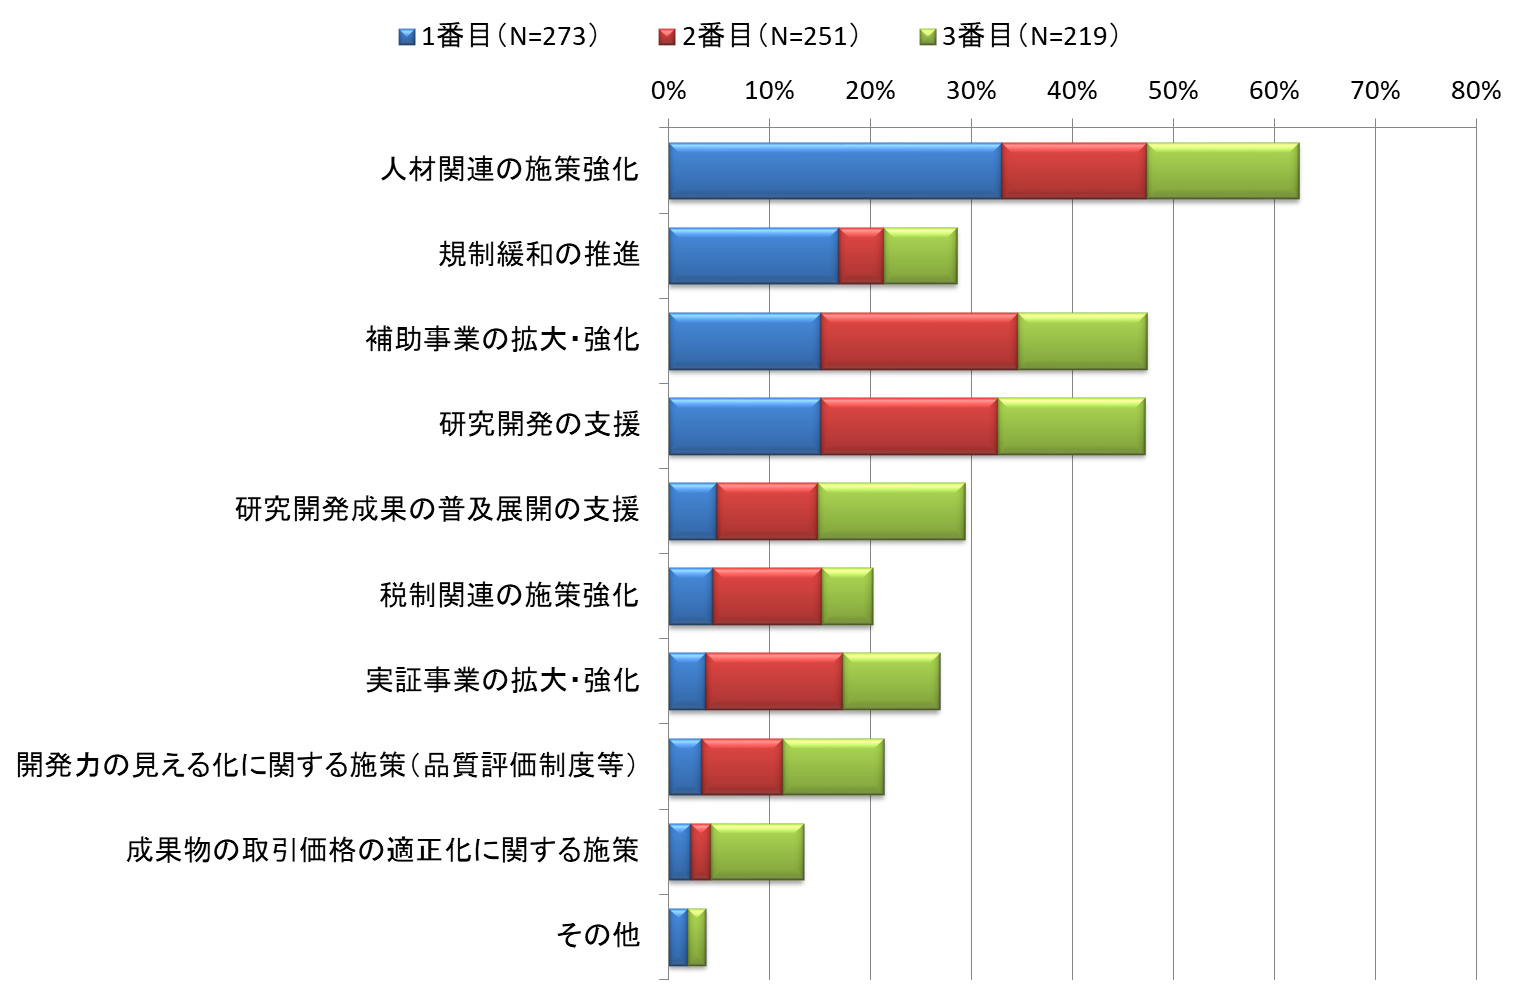 1番目（N=273） 2番目（N=251） 3番目（N=219）
0% 10% 20% 30% 40% 50% 60% 70% 80%
人材関連の施策強化
規制緩和の推進
補助事業の拡大・強化
研究開発の支援
研究開発成果の普及展開の支援
税制関連の施策強化
実証事業の拡大・強化
開発力の見える化に関する施策（品質評価制度等）
成果物の取引価格の適正化に関する施策
その他